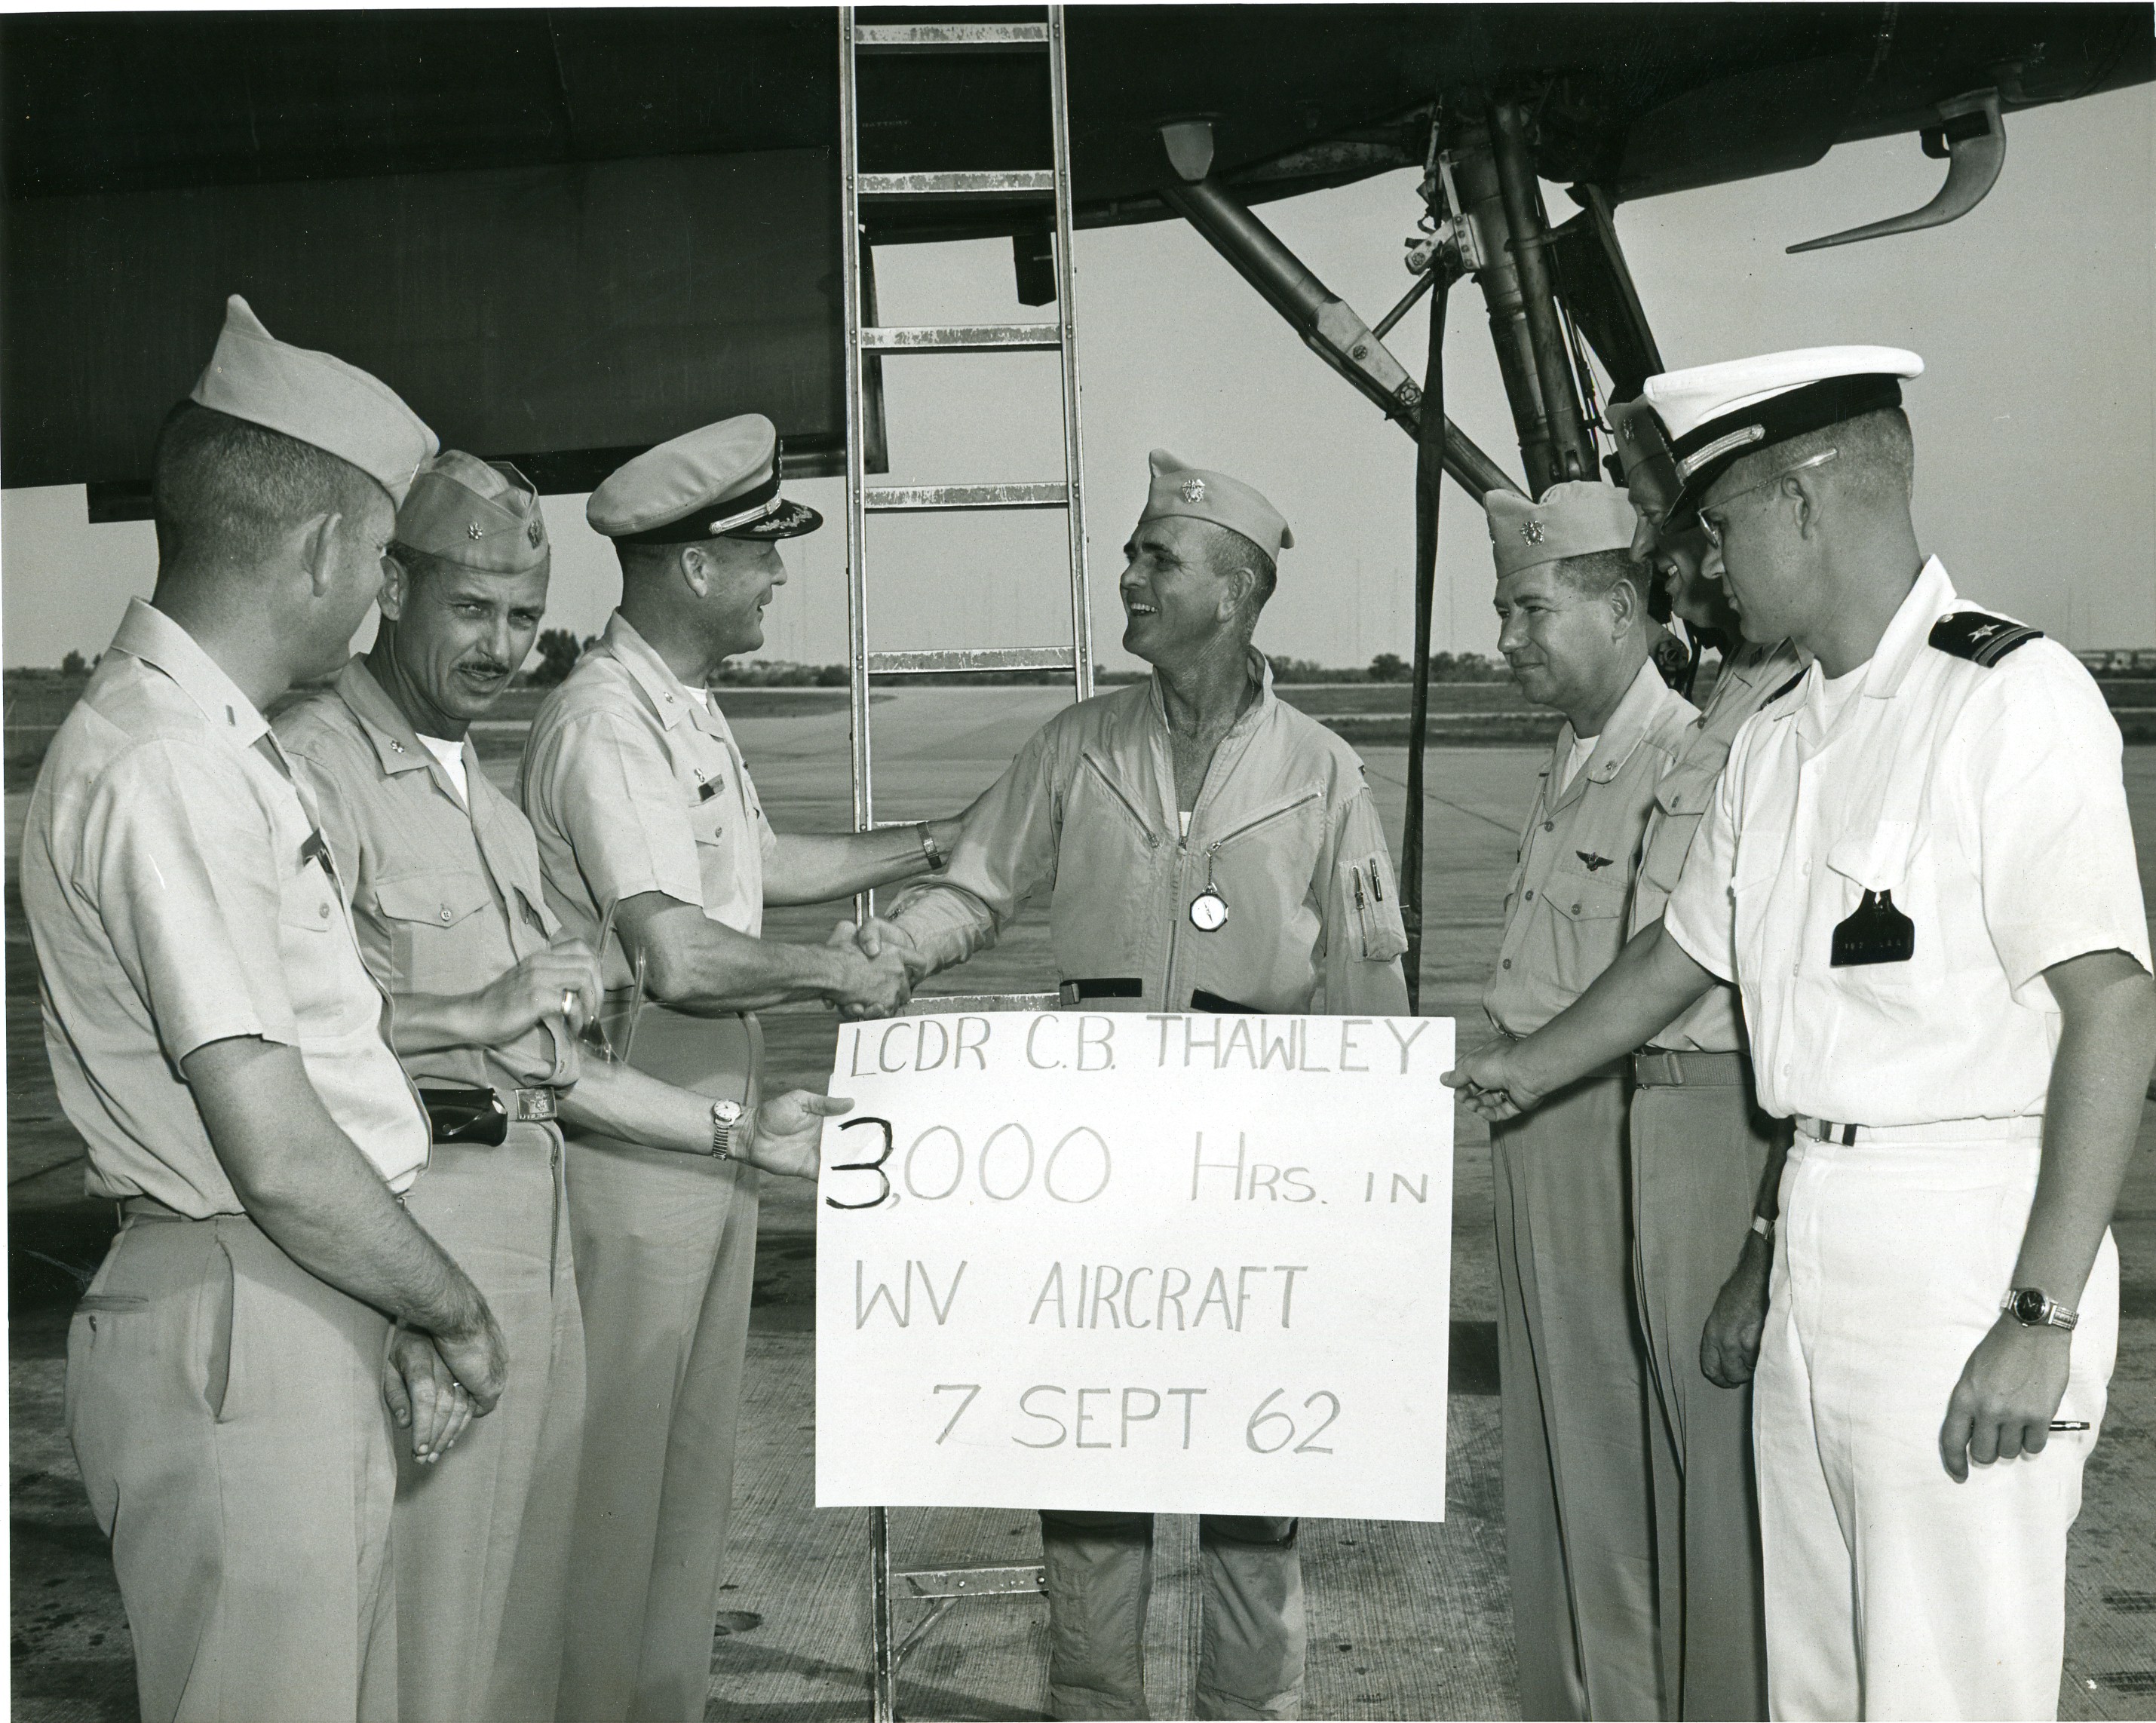 LCDR C.B. THAWLEY
3,000 HRS. IN
WV AIRCRAFT
7 SEPT 62